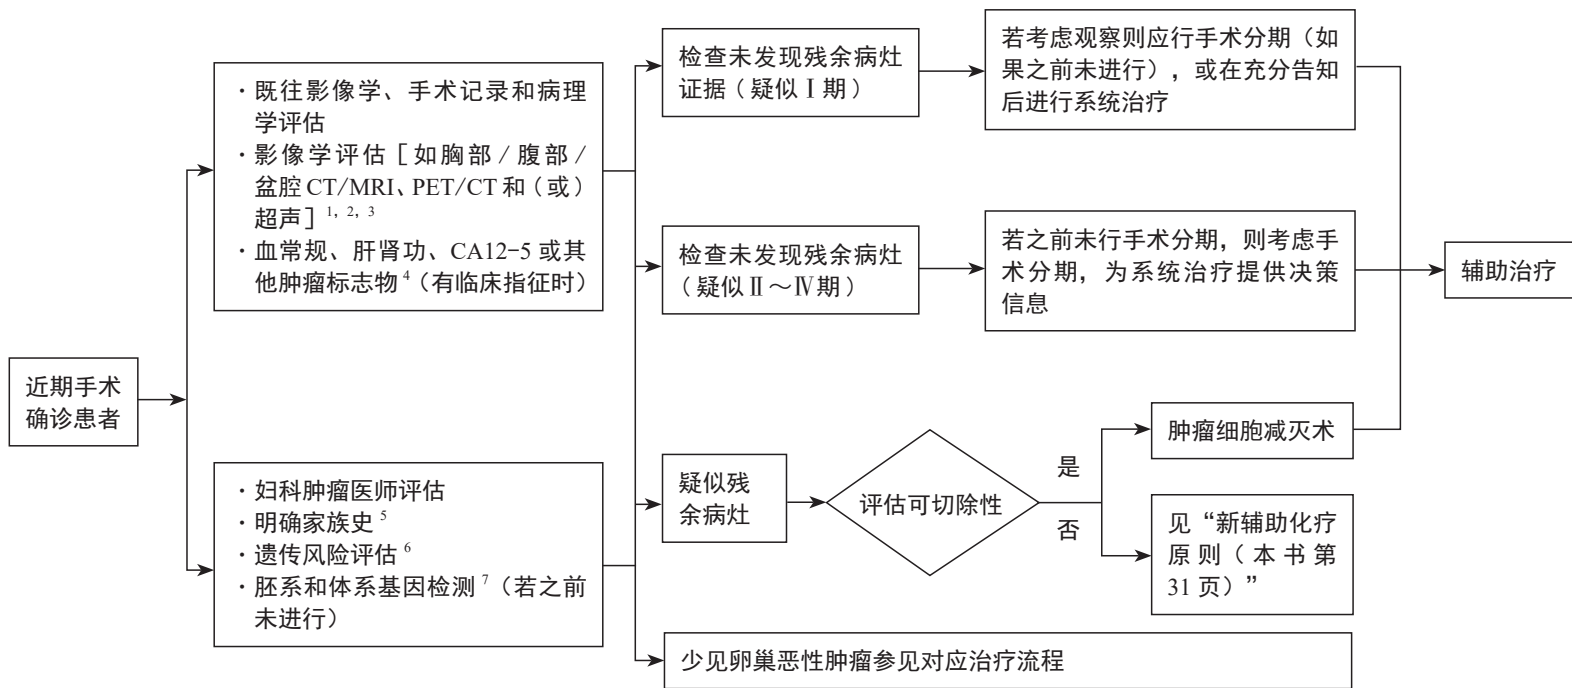 近期手术
确诊患者
·既往影像学、手术记录和病理
学评估
·影像学评估［如胸部/腹部/
盆腔CT/MRI、PET/CT和（或）
超声］1，2，3
·血常规、肝肾功、CA12-5或其
他肿瘤标志物4（有临床指征时）
·妇科肿瘤医师评估
·明确家族史5
·遗传风险评估6
·胚系和体系基因检测7（若之前
未进行）
检查未发现残余病灶
证据（疑似Ⅰ期）
若考虑观察则应行手术分期（如
果之前未进行），或在充分告知
后进行系统治疗
检查未发现残余病灶
（疑似Ⅱ～Ⅳ期）
若之前未行手术分期，则考虑手
术分期，为系统治疗提供决策
信息
疑似残
余病灶
评估可切除性
是
否
肿瘤细胞减灭术
见“新辅助化疗
原则（本书第
31页）”
少见卵巢恶性肿瘤参见对应治疗流程
辅助治疗